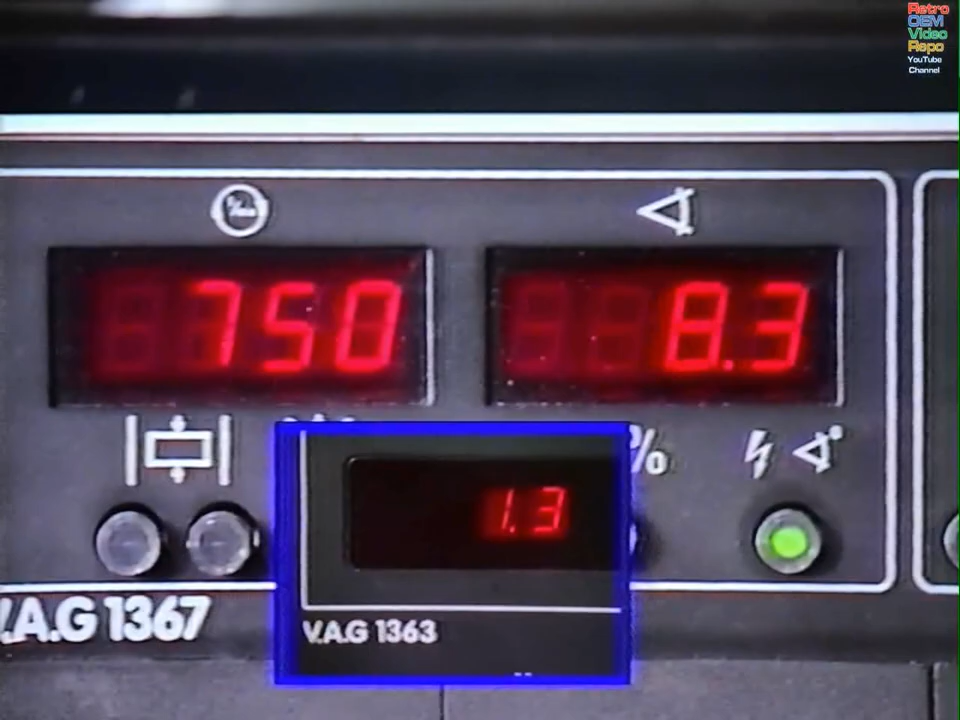 Retro
OEM
Video
Repo
YouTube
Channel
750
8.3
%
1.3
V.A.G 1367
V.A.G 1363